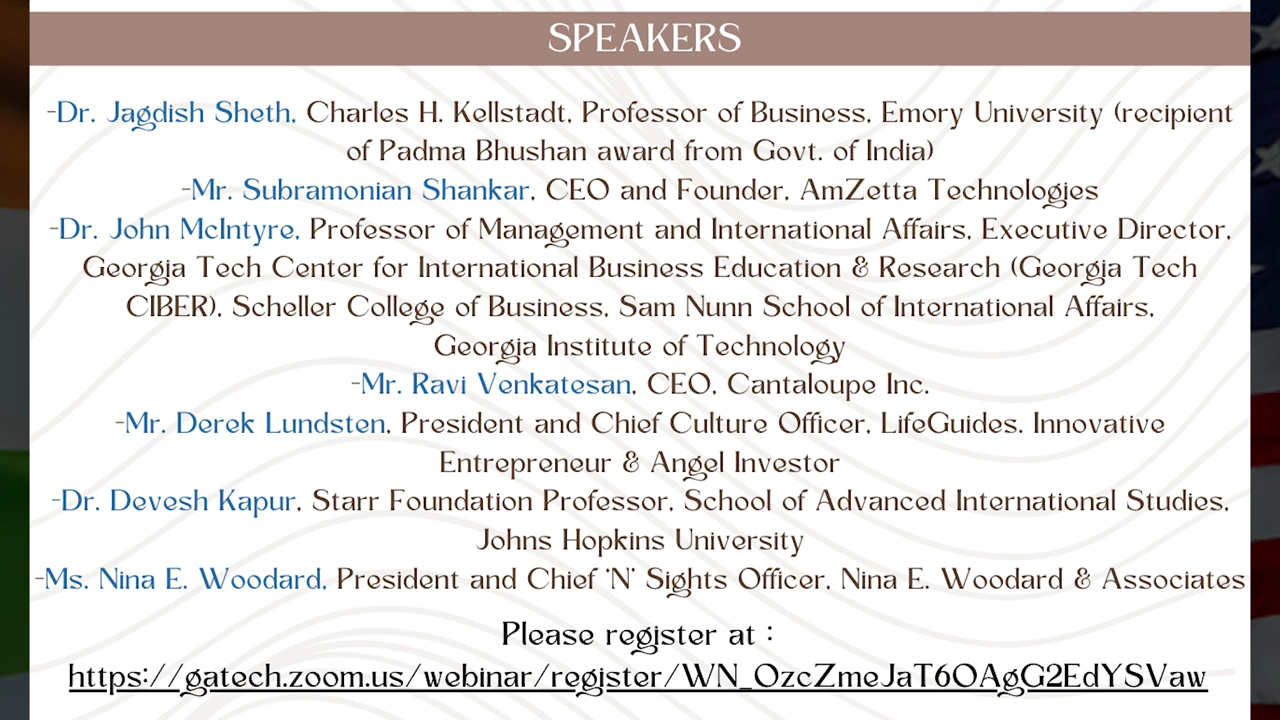 SPEAKERS
-Dr. Jagdish Sheth, Charles H. Kellstadt, Professor of Business, Emory University (recipient
of Padma Bhushan award from Govt. of India)
-Mr. Subramonian Shankar, CEO and Founder, AmZetta Technologies
-Dr. John McIntyre, Professor of Management and International Affairs, Executive Director,
Georgia Tech Center for International Business Education & Research (Georgia Tech
CIBER), Scheller College of Business, Sam Nunn School of International Affairs,
Georgia Institute of Technology
-Mr. Ravi Venkatesan, CEO, Cantaloupe Inc.
-Mr. Derek Lundsten, President and Chief Culture Officer, LifeGuides. Innovative
Entrepreneur & Angel Investor
-Dr. Devesh Kapur, Starr Foundation Professor, School of Advanced International Studies,
Johns Hopkins University
-Ms. Nina E. Woodard, President and Chief 'N' Sights Officer, Nina E. Woodard & Associates
Please register at :
https://gatech.zoom.us/webinar/register/WN_OzcZmeJaT6OAgG2EdYSVaw